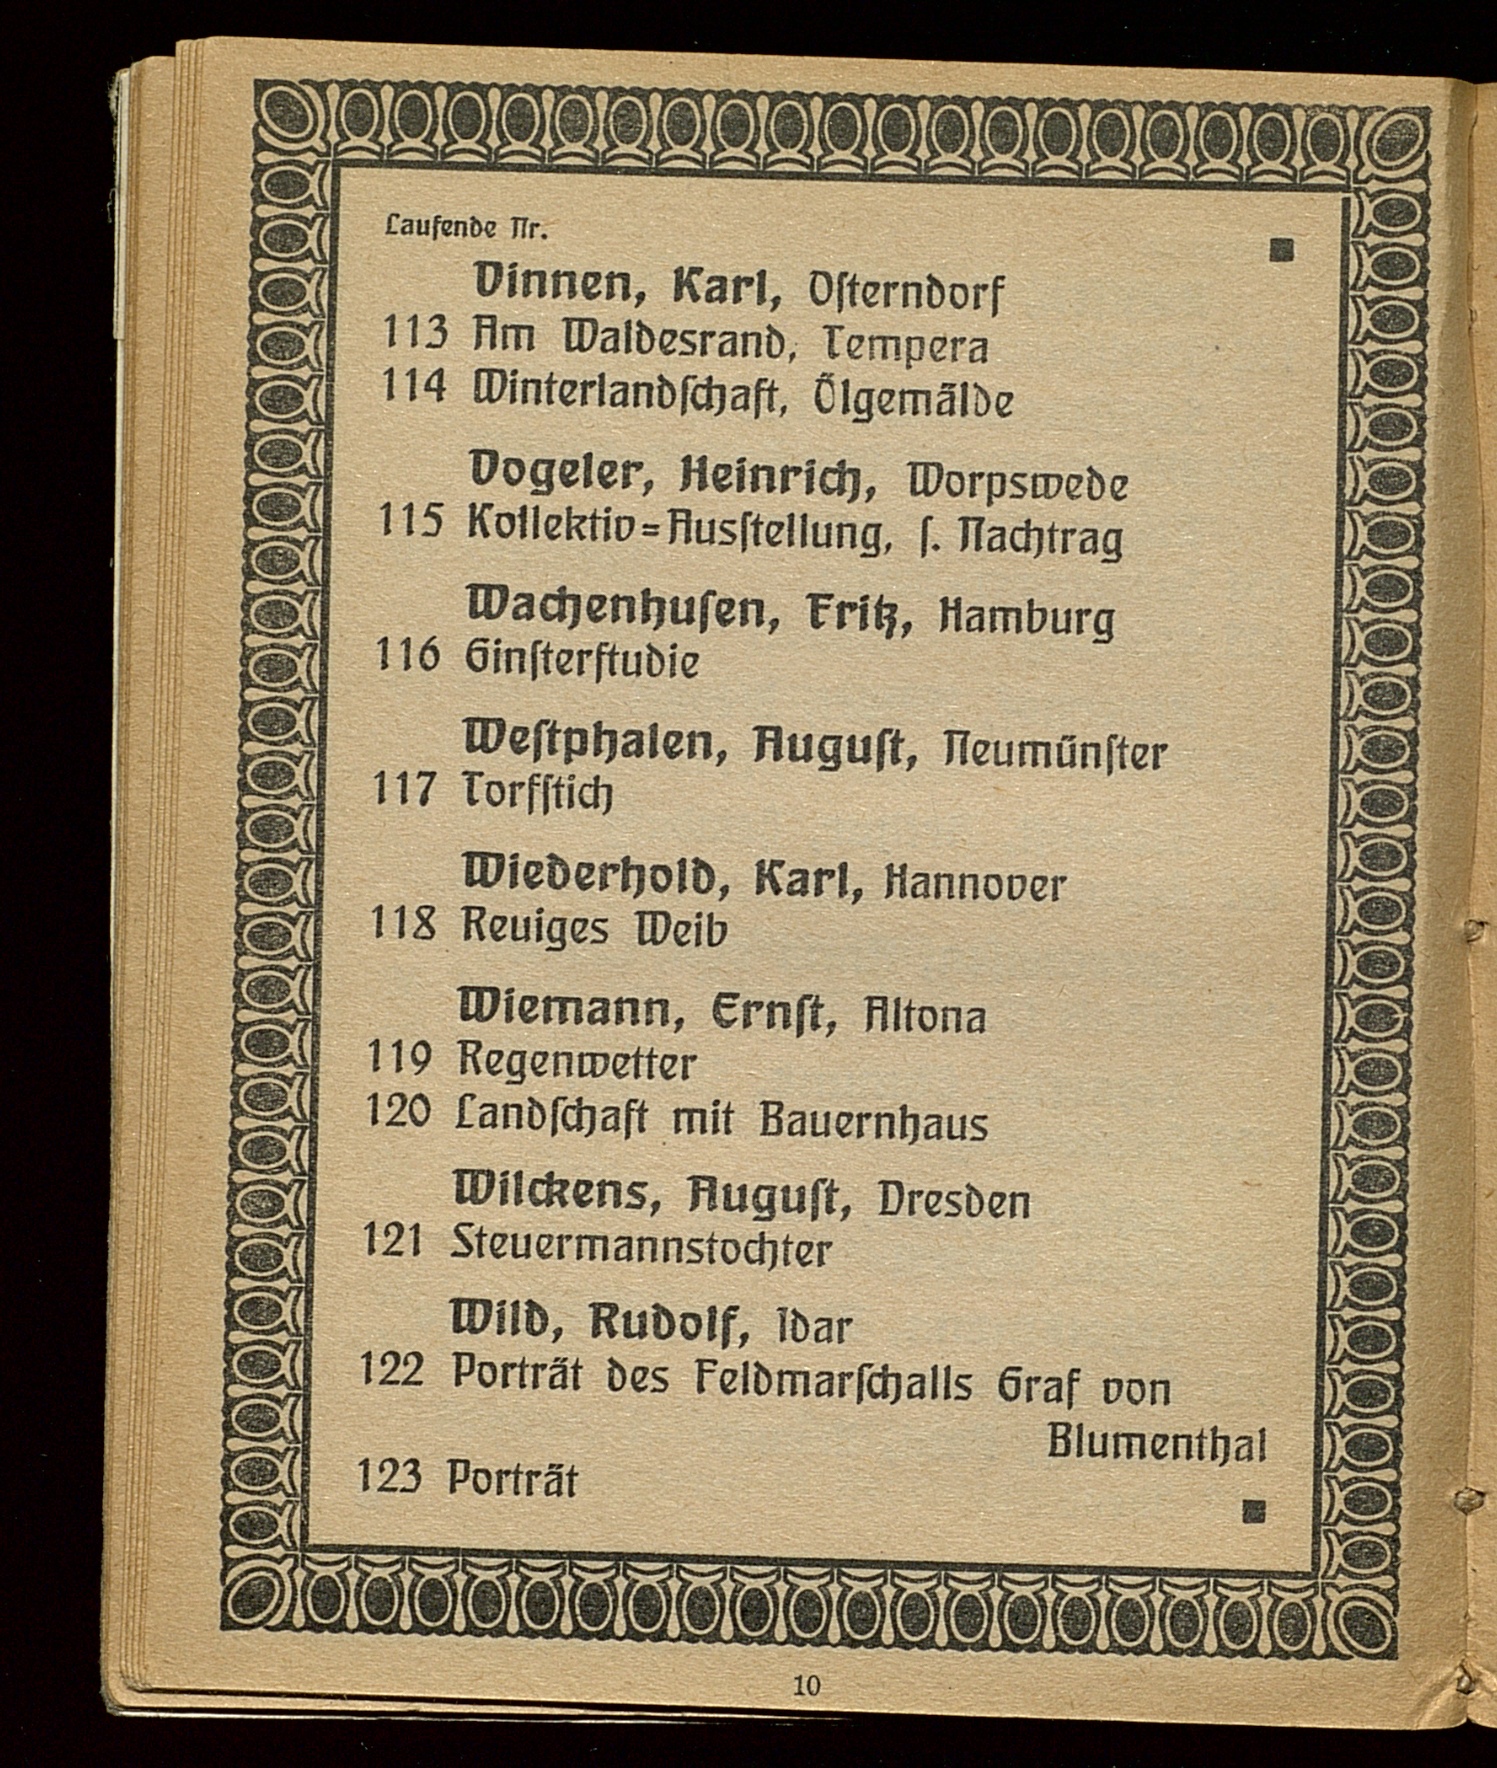 Laufende Nr.
Vinnen, Karl, Oſterndorf
113 Am Waldesrand, Tempera
114 Winterlandſchaft, Ölgemälde
Vogeler, Heinrich, Worpswede
115 Kollektiv=Ausſtellung, ſ. Nachtrag
Wachenhuſen, Fritz, Hamburg
116 Ginſterſtudie
Weſtphalen, Auguſt, Neumünſter
117 Torfſtich
Wiederhold, Karl, Hannover
118 Reuiges Weib
Wiemann, Ernſt, Altona
119 Regenwetter
120 Landſchaft mit Bauernhaus
Wilckens, Auguſt, Dresden
121 Steuermannstochter
Wild, Rudolf, Idar
122 Porträt des Feldmarſchalls Graf von
Blumenthal
123 Porträt
10